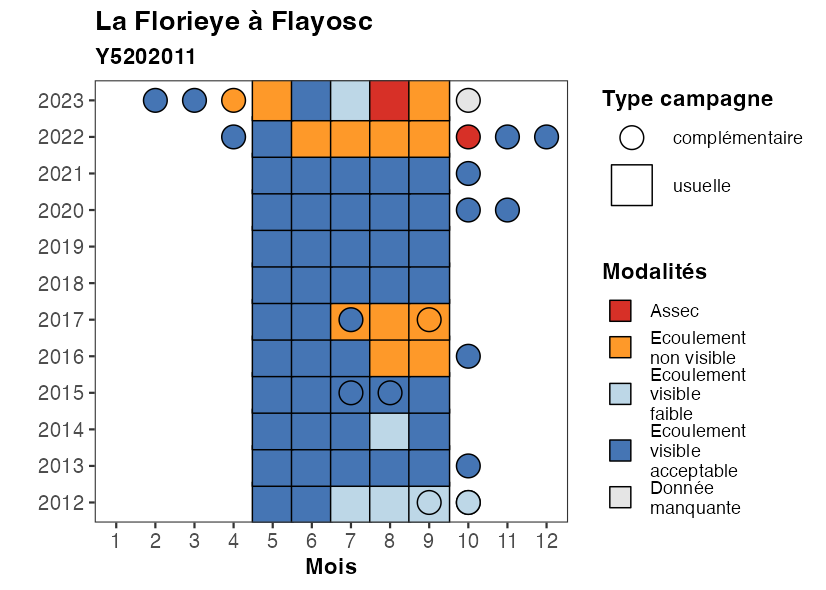 La Florieye à Flayosc
Y5202011
2023
2022
2021
2020
2019
2018
2017
2016
2015
2014
2013
2012
1 2 3 4 5 6 7 8 9 10 11 12
Mois
Type campagne
complémentaire
usuelle
Modalités
Assec
Ecoulement
non visible
Ecoulement
visible
faible
Ecoulement
visible
acceptable
Donnée
manquante